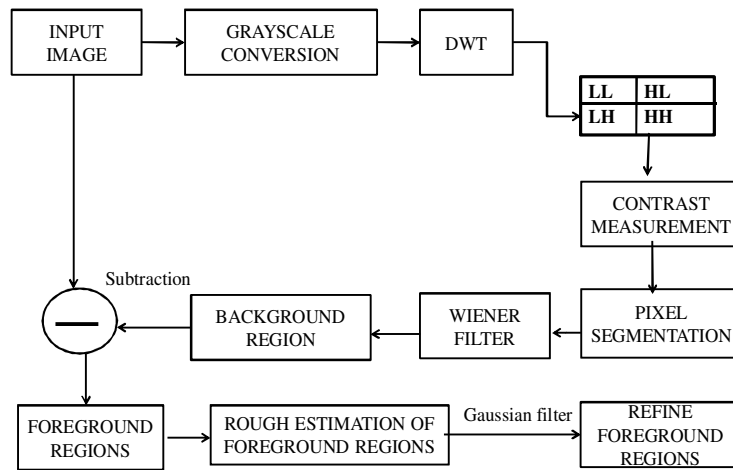 INPUT
IMAGE
GRAYSCALE
CONVERSION
DWT
LL HL
LH HH
CONTRAST
MEASUREMENT
Subtraction
BACKGROUND
REGION
WIENER
FILTER
PIXEL
SEGMENTATION
FOREGROUND
REGIONS
ROUGH ESTIMATION OF
FOREGROUND REGIONS
Gaussian filter
REFINE
FOREGROUND
REGIONS